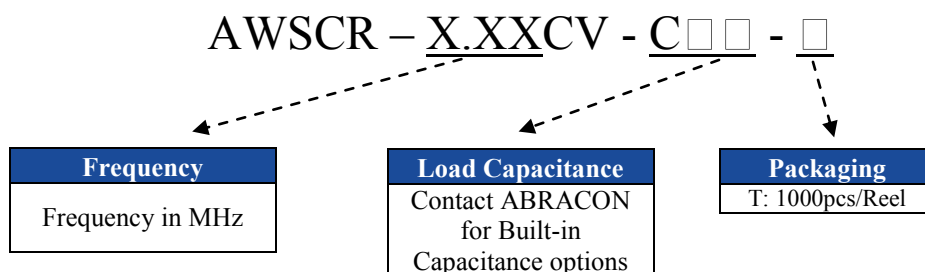 AWSCR – X.XXCV - C□□ - □
Frequency
Frequency in MHz
Load Capacitance
Contact ABRACON
for Built-in
Capacitance options
Packaging
T: 1000pcs/Reel